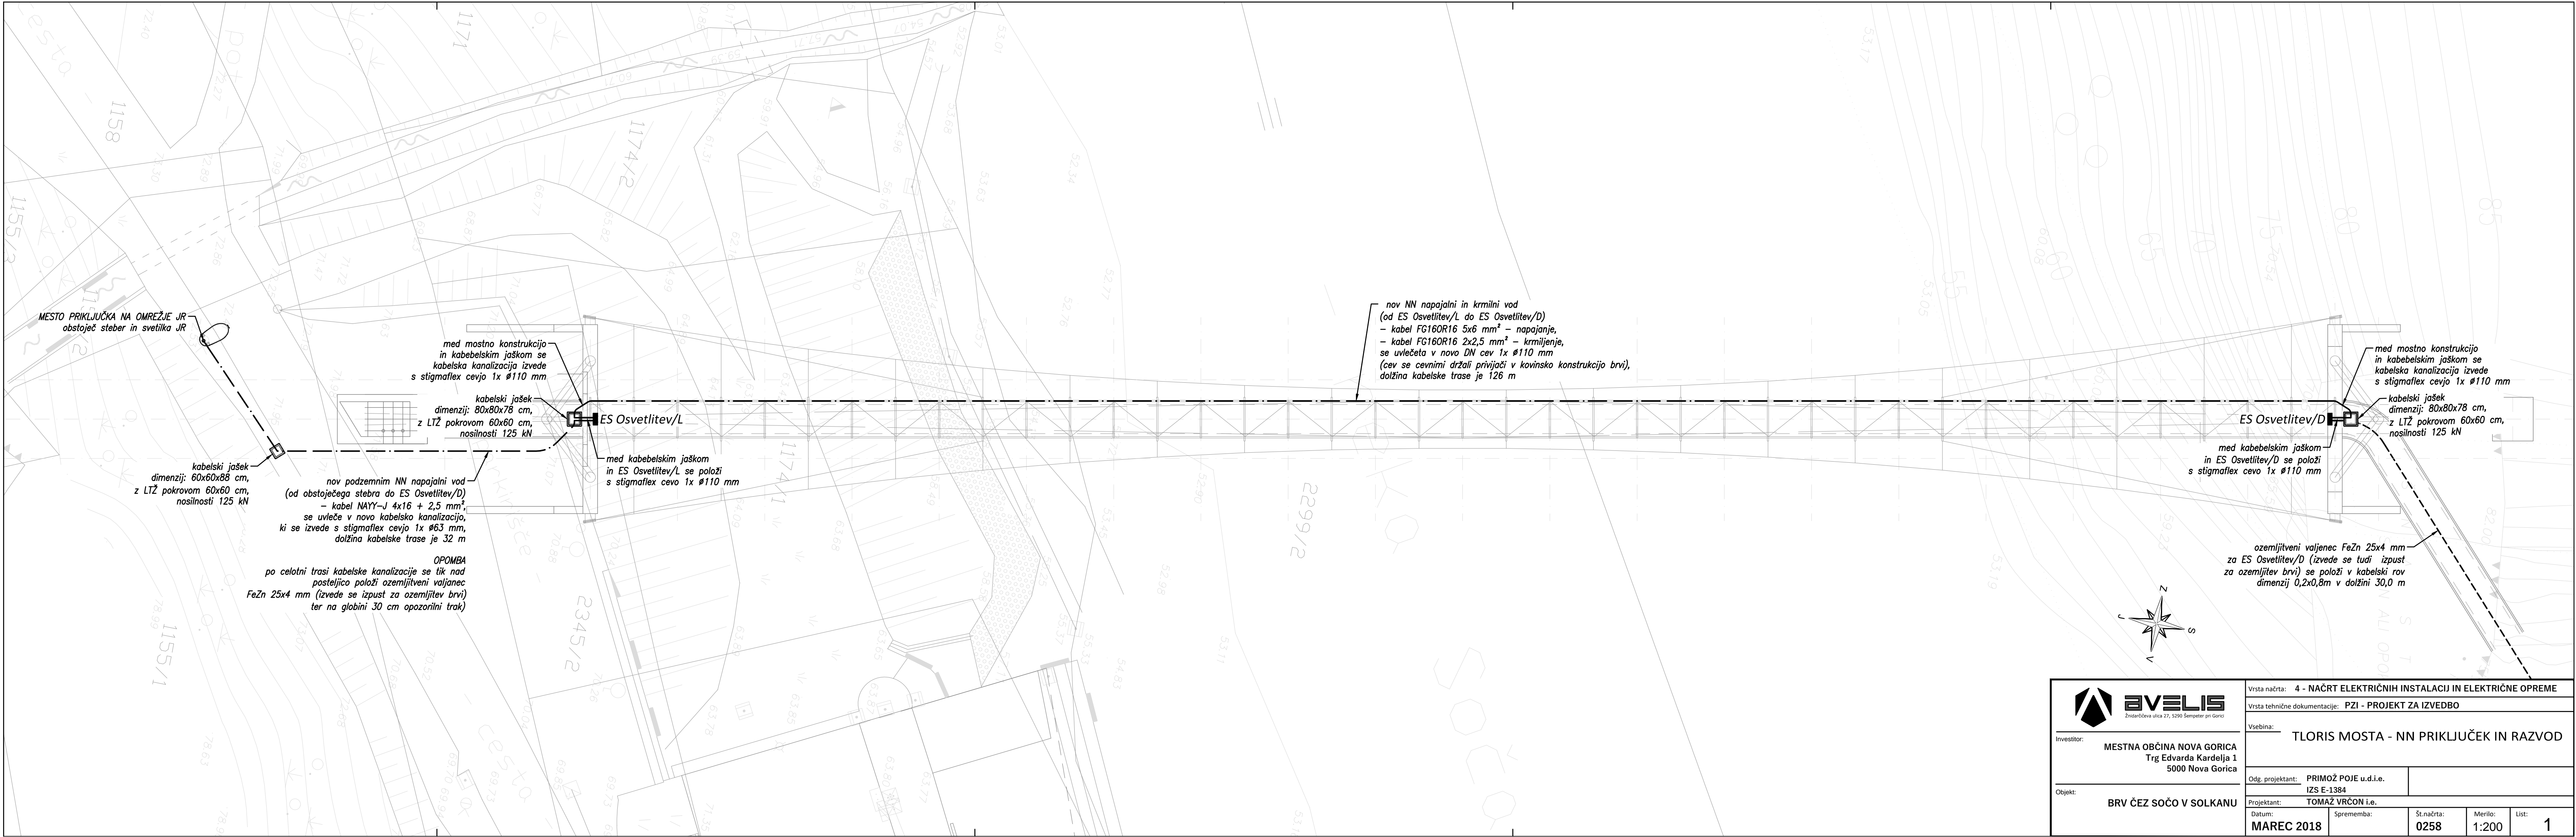 MESTO PRIKLJUČKA NA OMREŽJE JR
obstoječ steber in svetilka JR
med mostno konstrukcijo
in kabebelskim jaškom se
kabelska kanalizacija izvede
s stigmaflex cevjo 1x ø110 mm
kabelski jašek
dimenzij: 80x80x78 cm,
z LTŽ pokrovom 60x60 cm,
nosilnosti 125 kN
ES Osvetlitev/L
med kabebelskim jaškom
in ES Osvetlitev/L se položi
s stigmaflex cevo 1x ø110 mm
kabelski jašek
dimenzij: 60x60x88 cm,
z LTŽ pokrovom 60x60 cm,
nosilnosti 125 kN
nov podzemnim NN napajalni vod
(od obstoječega stebra do ES Osvetlitev/D)
– kabel NAYY–J 4x16 + 2,5 mm²,
se uvleče v novo kabelsko kanalizacijo,
ki se izvede s stigmaflex cevjo 1x ø63 mm,
dolžina kabelske trase je 32 m
OPOMBA
po celotni trasi kabelske kanalizacije se tik nad
posteljico položi ozemljitveni valjanec
FeZn 25x4 mm (izvede se izpust za ozemljitev brvi)
ter na globini 30 cm opozorilni trak)
nov NN napajalni in krmilni vod
(od ES Osvetlitev/L do ES Osvetlitev/D)
– kabel FG16OR16 5x6 mm² – napajanje,
– kabel FG16OR16 2x2,5 mm² – krmiljenje,
se uvlečeta v novo DN cev 1x ø110 mm
(cev se cevnimi držali privijači v kovinsko konstrukcijo brvi),
dolžina kabelske trase je 126 m
med mostno konstrukcijo
in kabebelskim jaškom se
kabelska kanalizacija izvede
s stigmaflex cevjo 1x ø110 mm
kabelski jašek
dimenzij: 80x80x78 cm,
z LTŽ pokrovom 60x60 cm,
nosilnosti 125 kN
ES Osvetlitev/D
med kabebelskim jaškom
in ES Osvetlitev/D se položi
s stigmaflex cevo 1x ø110 mm
ozemljitveni valjenec FeZn 25x4 mm
za ES Osvetlitev/D (izvede se tudi izpust
za ozemljitev brvi) se položi v kabelski rov
dimenzij 0,2x0,8m v dolžini 30,0 m
Z
J
S
V
1158
1171
1174/2
1174/1
1155/1
2345/2
2299/2
AVELIS
Žnidarčičeva ulica 27, 5290 Šempeter pri Gorici
Investitor:
MESTNA OBČINA NOVA GORICA
Trg Edvarda Kardelja 1
5000 Nova Gorica
Objekt:
BRV ČEZ SOČO V SOLKANU
Vrsta načrta: 4 - NAČRT ELEKTRIČNIH INSTALACIJ IN ELEKTRIČNE OPREME
Vrsta tehnične dokumentacije: PZI - PROJEKT ZA IZVEDBO
Vsebina:
TLORIS MOSTA - NN PRIKLJUČEK IN RAZVOD
Odg. projektant: PRIMOŽ POJE u.d.i.e.
IZS E-1384
Projektant: TOMAŽ VRČON i.e.
Datum: Sprememba: Št.načrta: Merilo: List:
MAREC 2018 0258 1:200 1